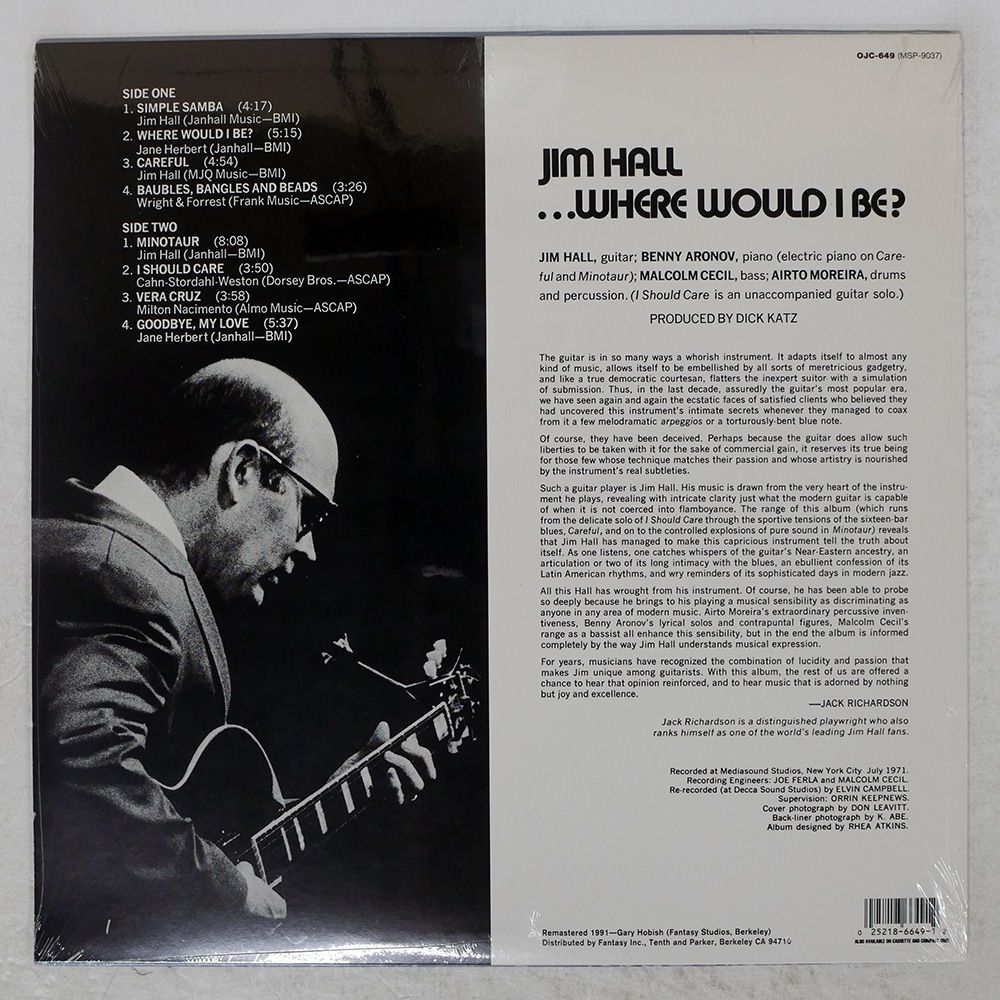 SIDE ONE
1. SIMPLE SAMBA (4:17)
Jim Hall (Janhall Music—BMI)
2. WHERE WOULD I BE? (5:15)
Jane Herbert (Janhall—BMI)
3. CAREFUL (4:54)
Jim Hall (MJQ Music—BMI)
4. BAUBLES, BANGLES AND BEADS (3:26)
Wright & Forrest (Frank Music—ASCAP)
SIDE TWO
1. MINOTAUR (8:08)
Jim Hall (Janhall—BMI)
2. I SHOULD CARE (3:50)
Cahn-Stordahl-Weston (Dorsey Bros.—ASCAP)
3. VERA CRUZ (3:58)
Milton Nacimento (Almo Music—ASCAP)
4. GOODBYE, MY LOVE (5:37)
Jane Herbert (Janhall—BMI)
OJC-649 (MSP-9037)
JIM HALL
...WHERE WOULD I BE?
JIM HALL, guitar; BENNY ARONOV, piano (electric piano on Care-
ful and Minotaur); MALCOLM CECIL, bass; AIRTO MOREIRA, drums
and percussion. (I Should Care is an unaccompanied guitar solo.)
PRODUCED BY DICK KATZ
The guitar is in so many ways a whorish instrument. It adapts itself to almost any
kind of music, allows itself to be embellished by all sorts of meretricious gadgetry,
and like a true democratic courtesan, flatters the inexpert suitor with a simulation
of submission. Thus, in the last decade, assuredly the guitar's most popular era,
we have seen again and again the ecstatic faces of satisfied clients who believed they
had uncovered this instrument's intimate secrets whenever they managed to coax
from it a few melodramatic arpeggios or a torturously-bent blue note.
Of course, they have been deceived. Perhaps because the guitar does allow such
liberties to be taken with it for the sake of commercial gain, it reserves its true being
for those few whose technique matches their passion and whose artistry is nourished
by the instrument's real subtleties.
Such a guitar player is Jim Hall. His music is drawn from the very heart of the instru-
ment he plays, revealing with intricate clarity just what the modern guitar is capable
of when it is not coerced into flamboyance. The range of this album (which runs
from the delicate solo of I Should Care through the sportive tensions of the sixteen-bar
blues, Careful, and on to the controlled explosions of pure sound in Minotaur) reveals
that Jim Hall has managed to make this capricious instrument tell the truth about
itself. As one listens, one catches whispers of the guitar's Near-Eastern ancestry, an
articulation or two of its long intimacy with the blues, an ebullient confession of its
Latin American rhythms, and wry reminders of its sophisticated days in modern jazz.
All this Hall has wrought from his instrument. Of course, he has been able to probe
so deeply because he brings to his playing a musical sensibility as discriminating as
anyone in any area of modern music. Airto Moreira's extraordinary percussive inven-
tiveness, Benny Aronov's lyrical solos and contrapuntal figures, Malcolm Cecil's
range as a bassist all enhance this sensibility, but in the end the album is informed
completely by the way Jim Hall understands musical expression.
For years, musicians have recognized the combination of lucidity and passion that
makes Jim unique among guitarists. With this album, the rest of us are offered a
chance to hear that opinion reinforced, and to hear music that is adorned by nothing
but joy and excellence.
—JACK RICHARDSON
Jack Richardson is a distinguished playwright who also
ranks himself as one of the world's leading Jim Hall fans.
Recorded at Mediasound Studios, New York City July 1971.
Recording Engineers: JOE FERLA and MALCOLM CECIL.
Re-recorded (at Decca Sound Studios) by ELVIN CAMPBELL.
Supervision: ORRIN KEEPNEWS.
Cover photograph by DON LEAVITT.
Back-liner photograph by K. ABE.
Album designed by RHEA ATKINS.
Remastered 1991—Gary Hobish (Fantasy Studios, Berkeley)
Distributed by Fantasy Inc., Tenth and Parker, Berkeley CA 94710
0 25218-6649-1 2
ALSO AVAILABLE ON CASSETTE AND COMPACT DISC